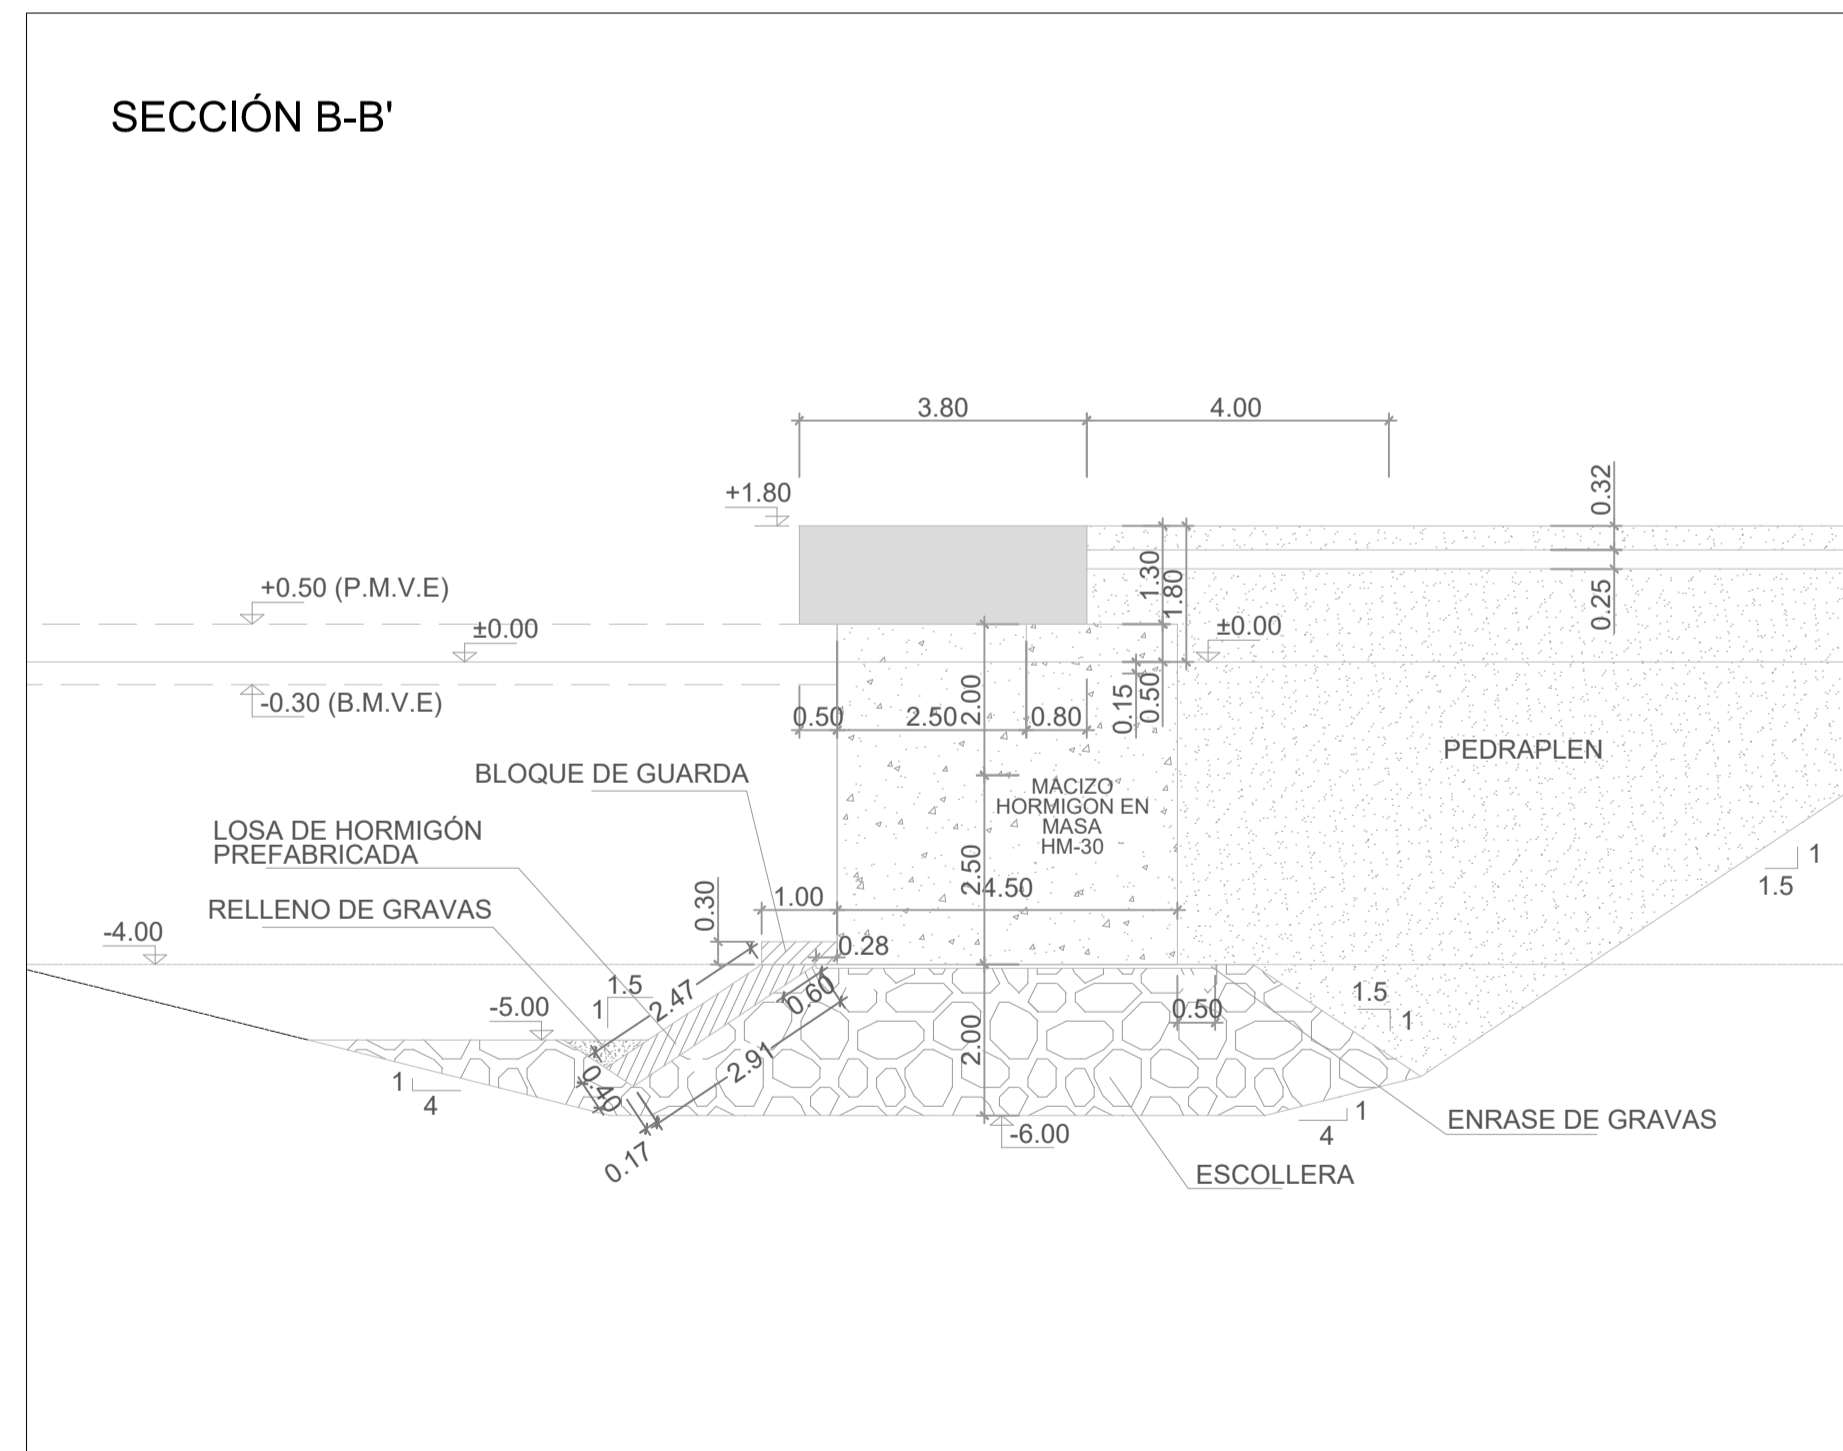 SECCIÓN B-B'
3.80
4.00
+1.80
0.32
1.30
1.80
0.25
+0.50 (P.M.V.E)
±0.00
±0.00
-0.30 (B.M.V.E)
0.50
2.50
2.00
0.80
0.15
0.50
PEDRAPLEN
BLOQUE DE GUARDA
MACIZO
HORMIGON EN
MASA
HM-30
LOSA DE HORMIGÓN
PREFABRICADA
1
1.5
2.50
4.50
0.30
1.00
RELLENO DE GRAVAS
-4.00
0.28
1.5
1
2.47
0.60
1.5
1
-5.00
0.50
2.00
2.91
0.40
1
4
0.17
-6.00
1
4
ENRASE DE GRAVAS
ESCOLLERA